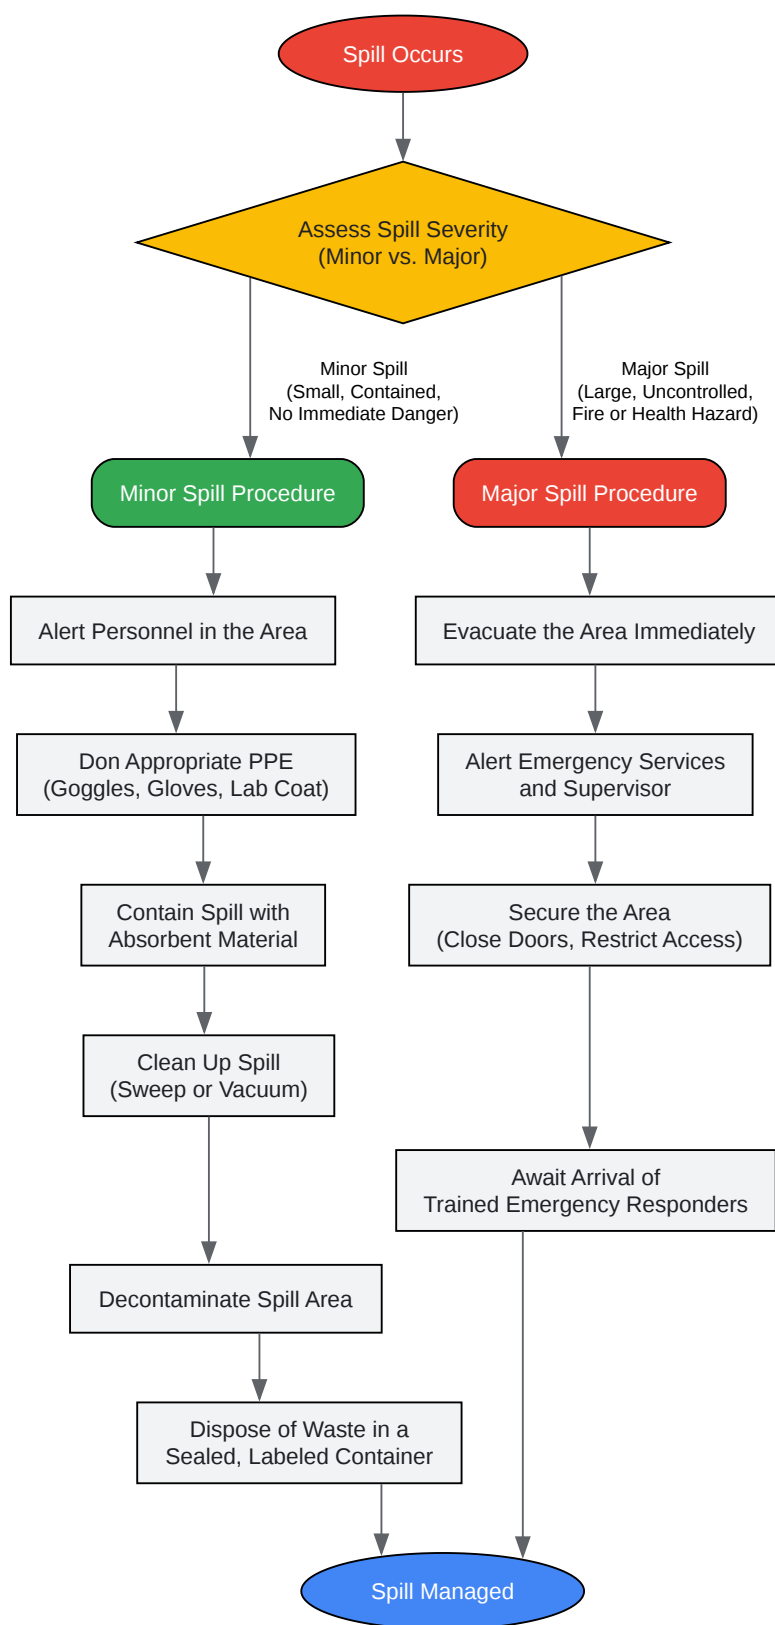 Spill Occurs
Assess Spill Severity
(Minor vs. Major)
Minor Spill
(Small, Contained,
No Immediate Danger)
Major Spill
(Large, Uncontrolled,
Fire or Health Hazard)
Minor Spill Procedure
Major Spill Procedure
Alert Personnel in the Area
Evacuate the Area Immediately
Don Appropriate PPE
(Goggles, Gloves, Lab Coat)
Alert Emergency Services
and Supervisor
Contain Spill with
Absorbent Material
Secure the Area
(Close Doors, Restrict Access)
Clean Up Spill
(Sweep or Vacuum)
Await Arrival of
Trained Emergency Responders
Decontaminate Spill Area
Dispose of Waste in a
Sealed, Labeled Container
Spill Managed